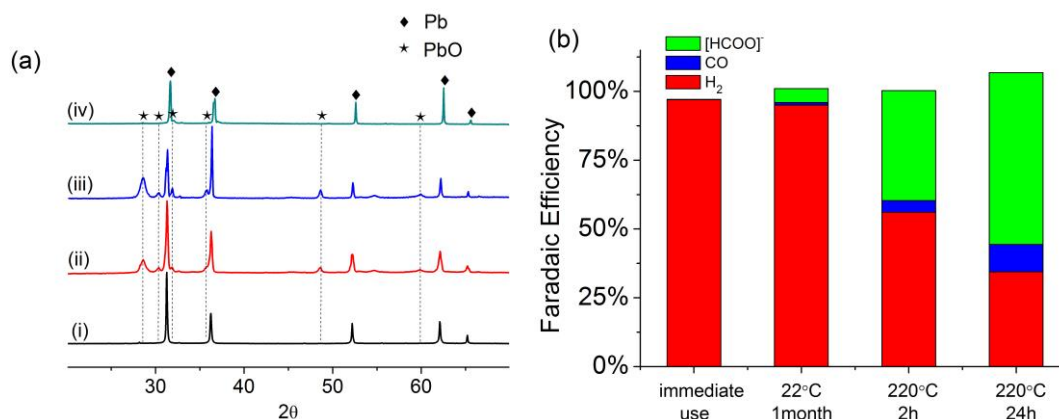 (a)
♦ Pb
★ PbO
(iv)
(iii)
(ii)
(i)
30 40 50 60
2θ
(b)
[HCOO]⁻
CO
H₂
Faradaic Efficiency
100%
75%
50%
25%
0%
immediate use
22°C 1month
220°C 2h
220°C 24h